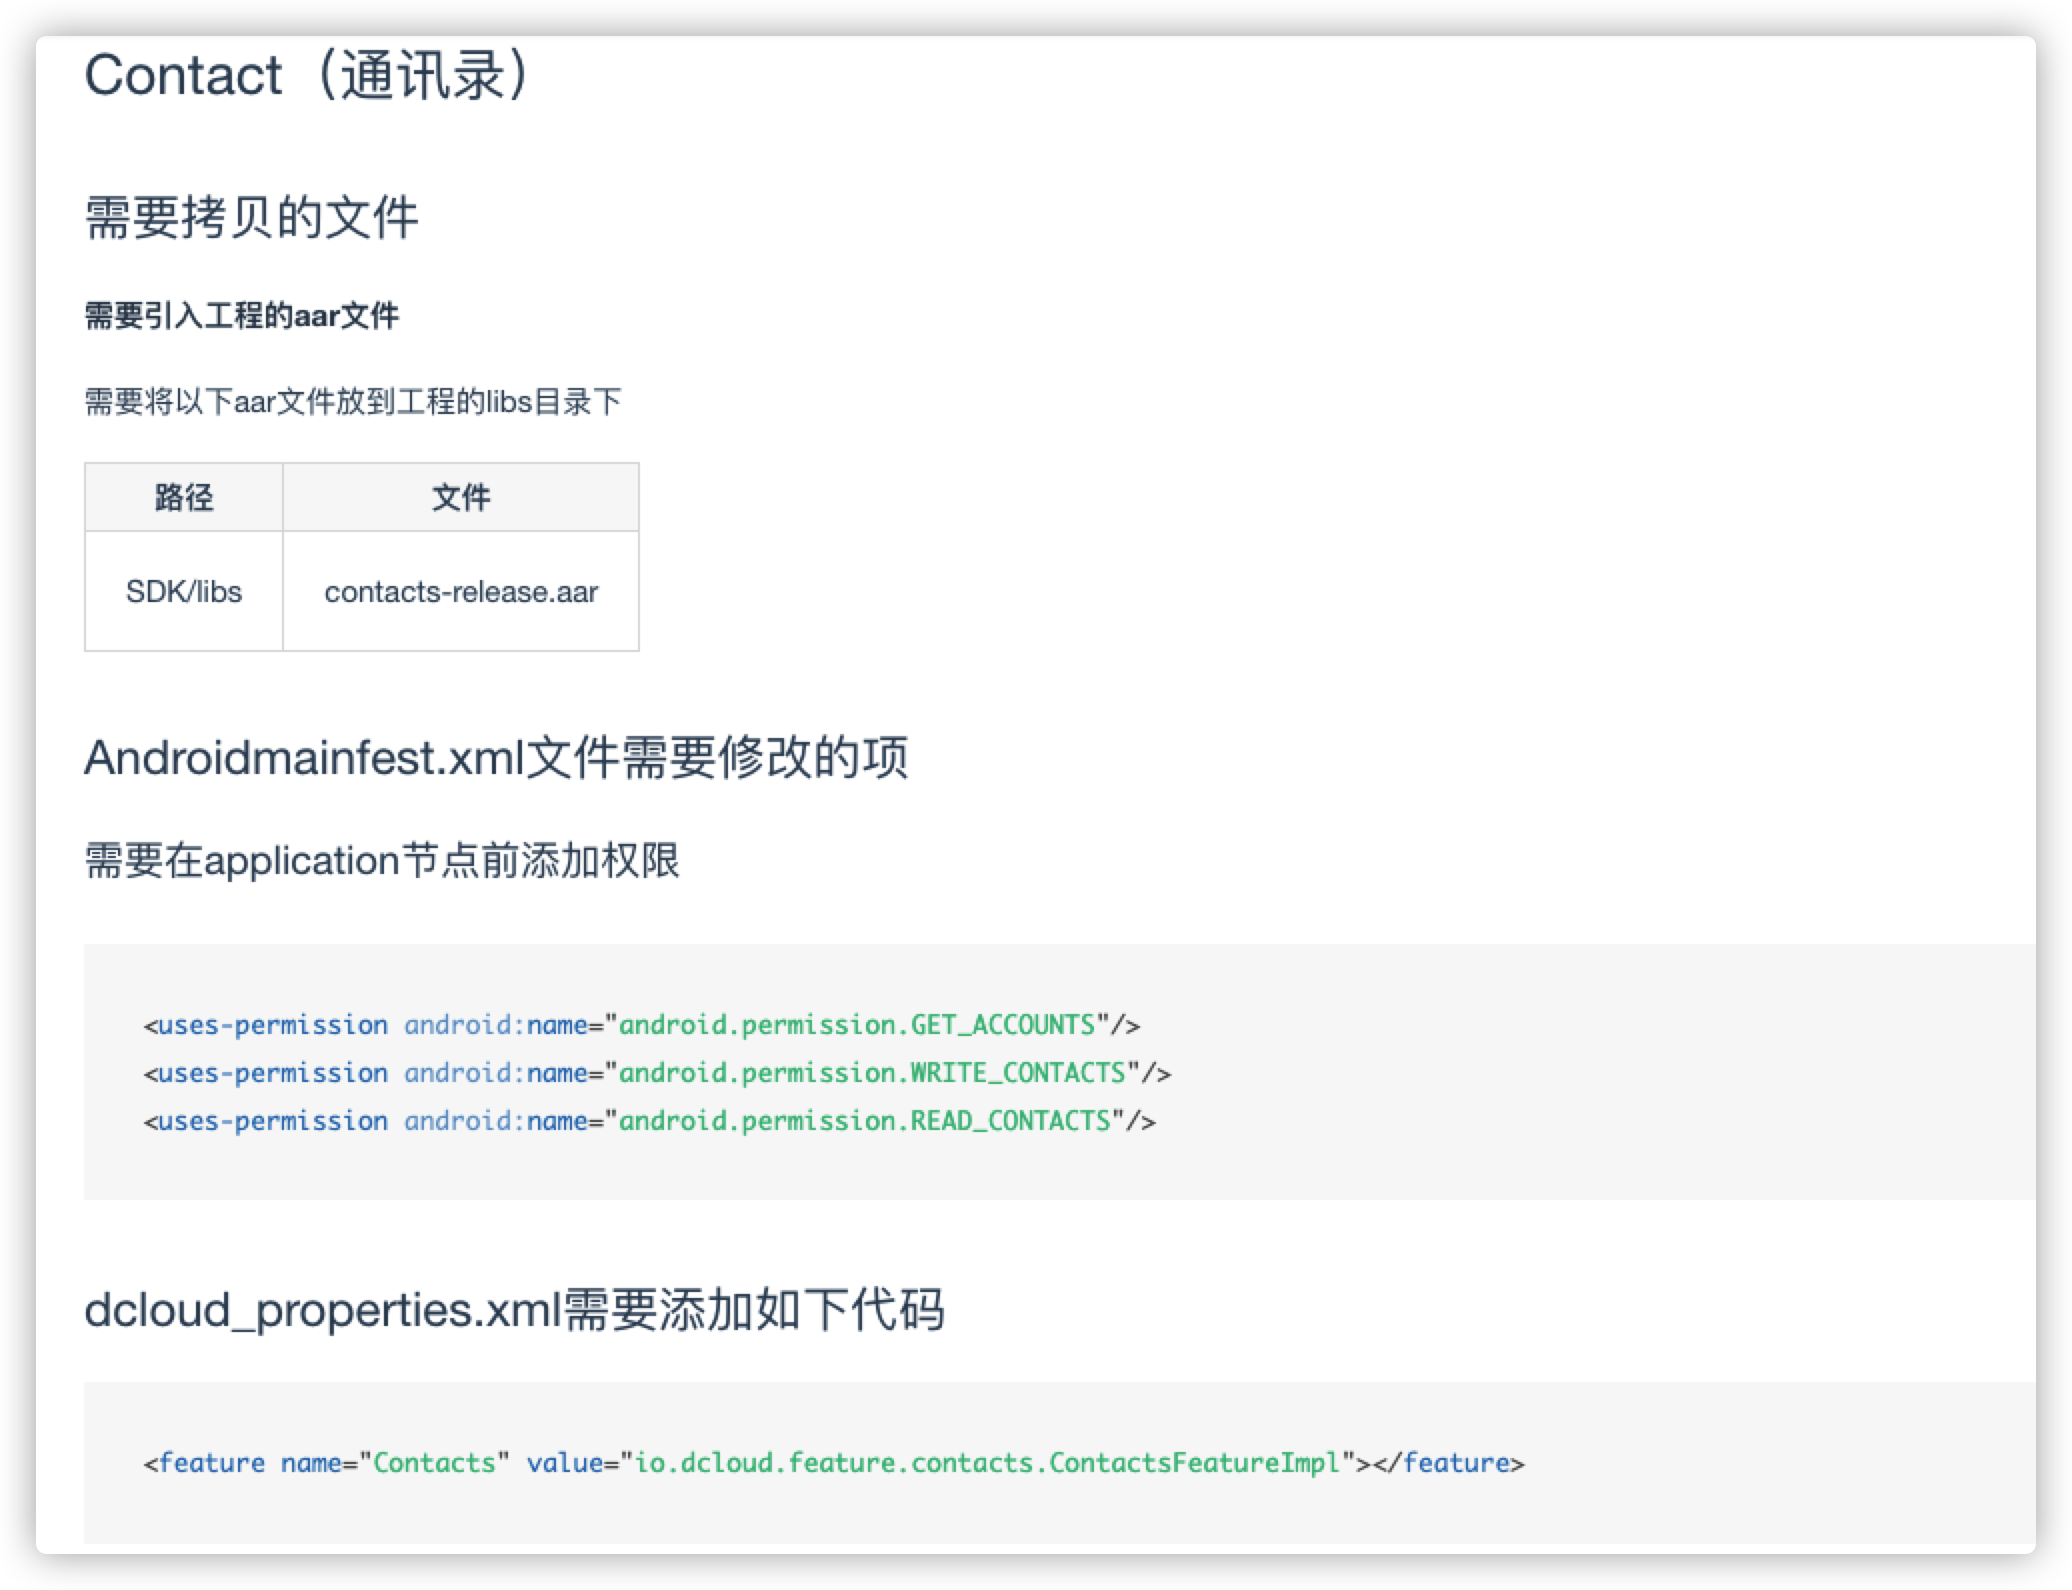 Contact（通讯录）
需要拷贝的文件
需要引入工程的aar文件
需要将以下aar文件放到工程的libs目录下
路径 文件
SDK/libs contacts-release.aar
Androidmainfest.xml文件需要修改的项
需要在application节点前添加权限
<uses-permission android:name="android.permission.GET_ACCOUNTS"/>
<uses-permission android:name="android.permission.WRITE_CONTACTS"/>
<uses-permission android:name="android.permission.READ_CONTACTS"/>
dcloud_properties.xml需要添加如下代码
<feature name="Contacts" value="io.dcloud.feature.contacts.ContactsFeatureImpl"></feature>